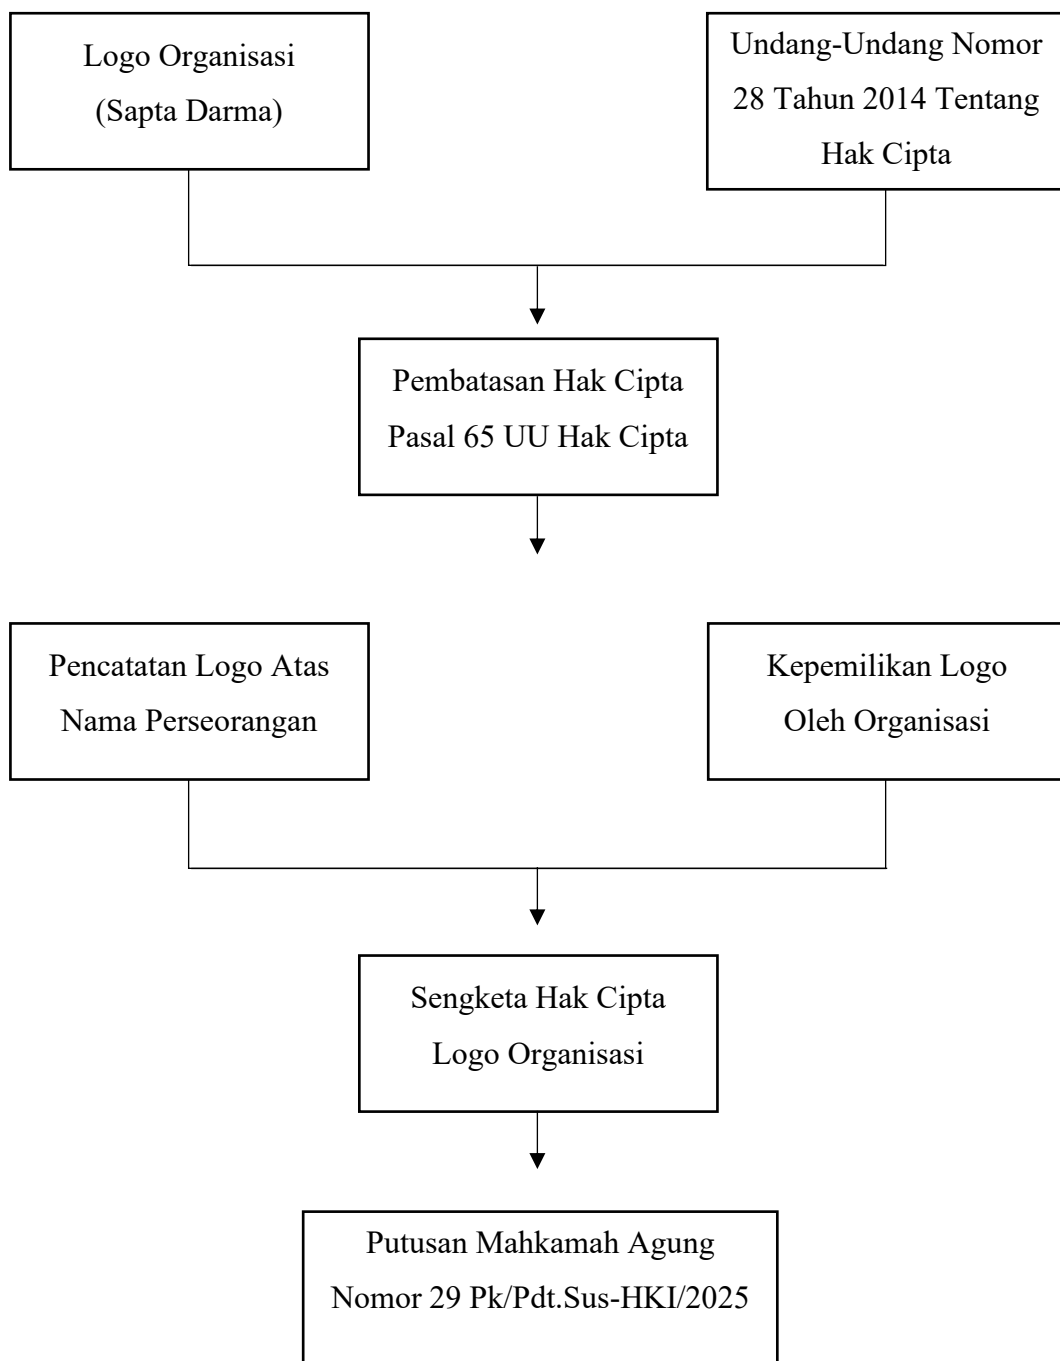 Logo Organisasi
(Sapta Darma)
Undang-Undang Nomor
28 Tahun 2014 Tentang
Hak Cipta
Pembatasan Hak Cipta
Pasal 65 UU Hak Cipta
Pencatatan Logo Atas
Nama Perseorangan
Kepemilikan Logo
Oleh Organisasi
Sengketa Hak Cipta
Logo Organisasi
Putusan Mahkamah Agung
Nomor 29 Pk/Pdt.Sus-HKI/2025